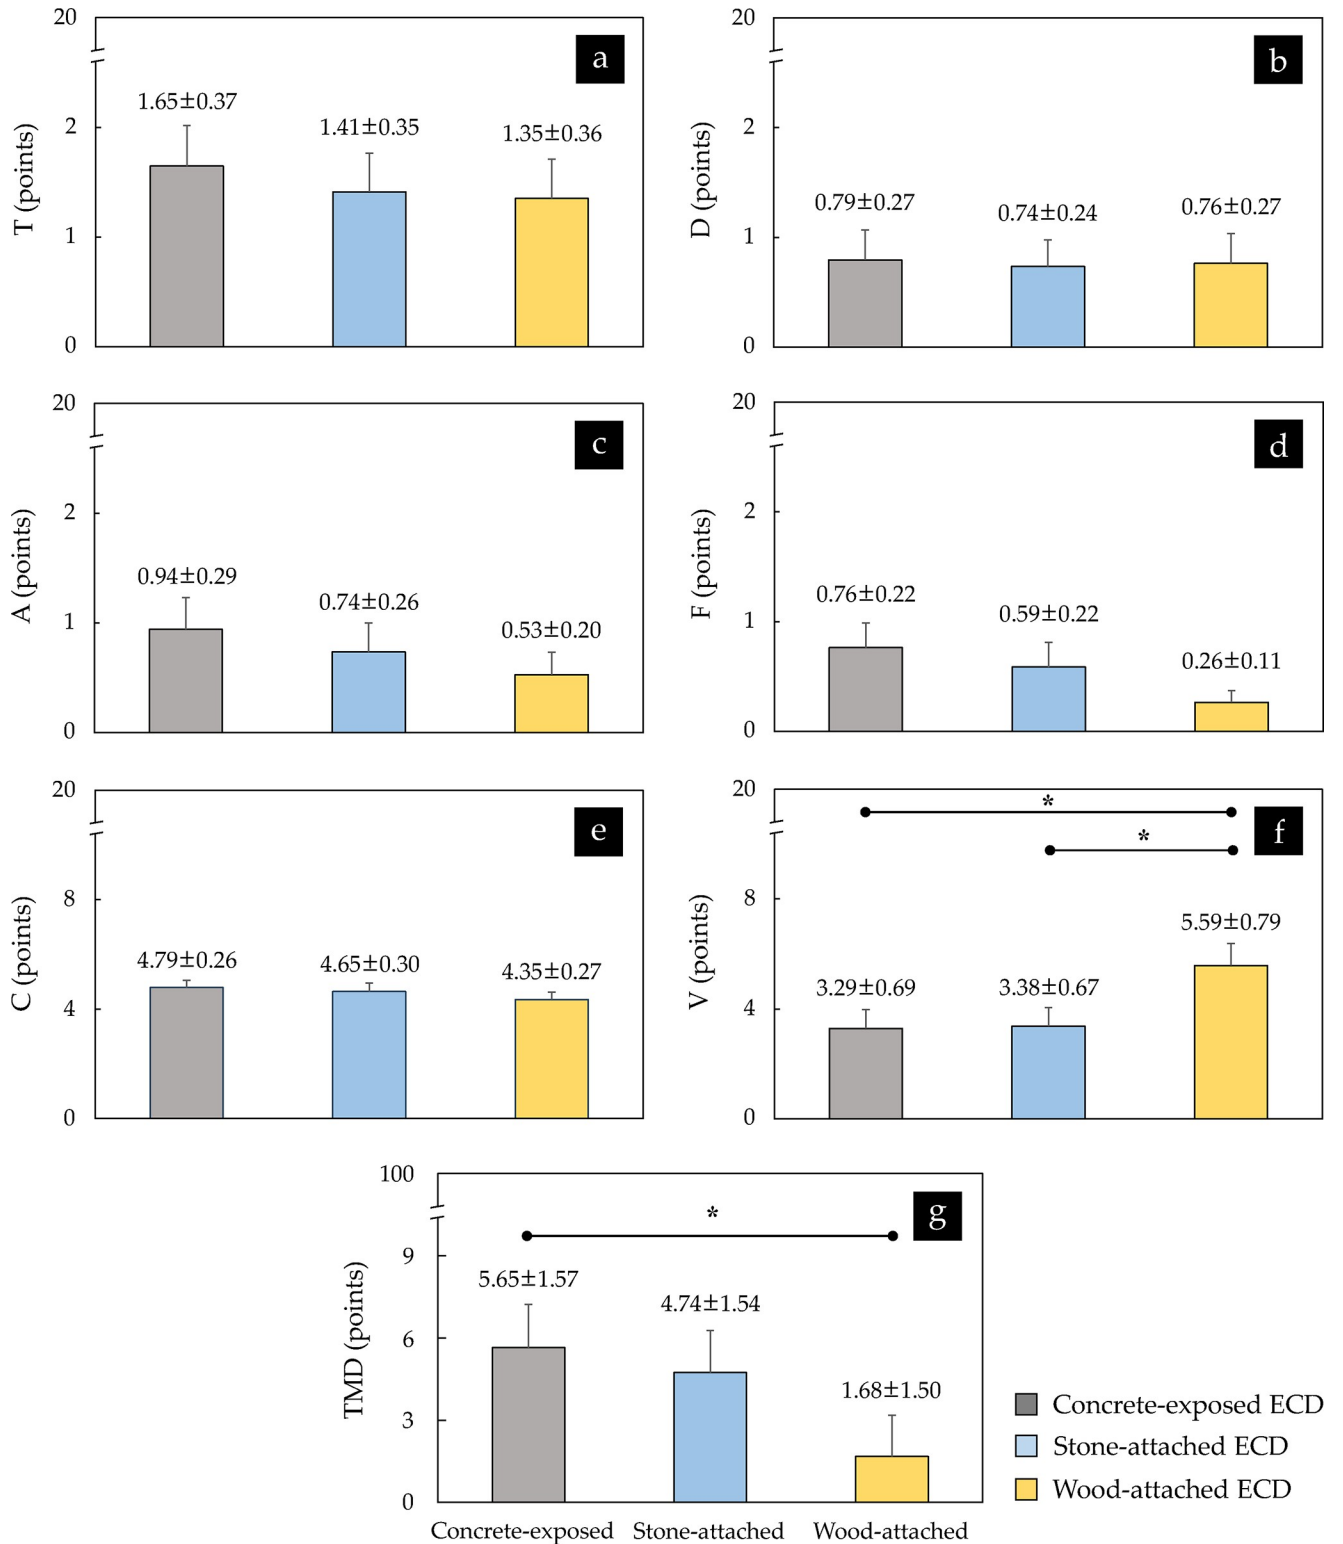 20
a
T (points)
1.65±0.37
1.41±0.35
1.35±0.36
2
1
0
20
b
D (points)
0.79±0.27
0.74±0.24
0.76±0.27
2
1
0
20
c
A (points)
0.94±0.29
0.74±0.26
0.53±0.20
2
1
0
20
d
F (points)
0.76±0.22
0.59±0.22
0.26±0.11
2
1
0
20
e
C (points)
4.79±0.26
4.65±0.30
4.35±0.27
8
4
0
20
*
*
f
V (points)
3.29±0.69
3.38±0.67
5.59±0.79
8
4
0
100
*
g
TMD (points)
5.65±1.57
4.74±1.54
1.68±1.50
9
6
3
0
Concrete-exposed Stone-attached Wood-attached
Concrete-exposed ECD
Stone-attached ECD
Wood-attached ECD